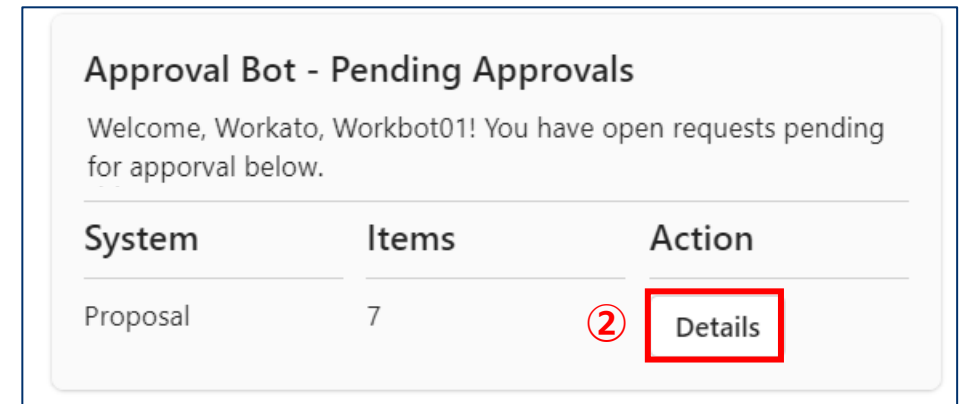 Approval Bot - Pending Approvals
Welcome, Workato, Workbot01! You have open requests pending
for apporval below.
System Items Action
Proposal 7 ② Details